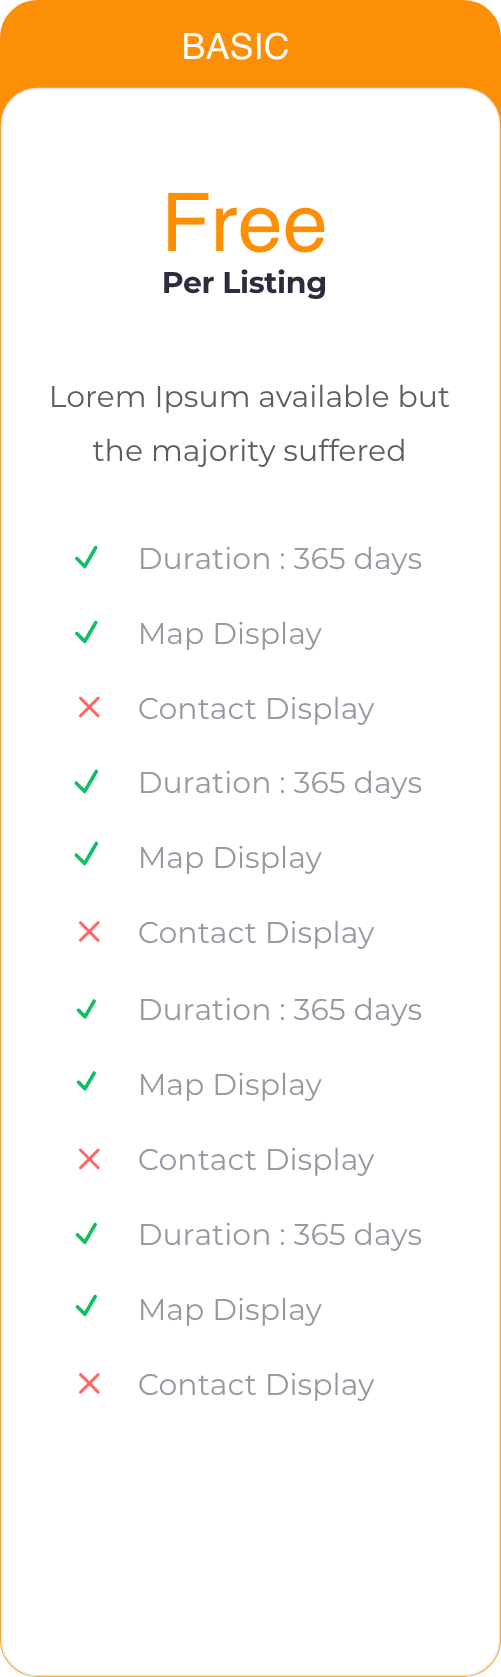 BASIC
Free
Per Listing
Lorem Ipsum available but
the majority suffered
Duration : 365 days
Map Display
Contact Display
Duration : 365 days
Map Display
Contact Display
Duration : 365 days
Map Display
Contact Display
Duration : 365 days
Map Display
Contact Display